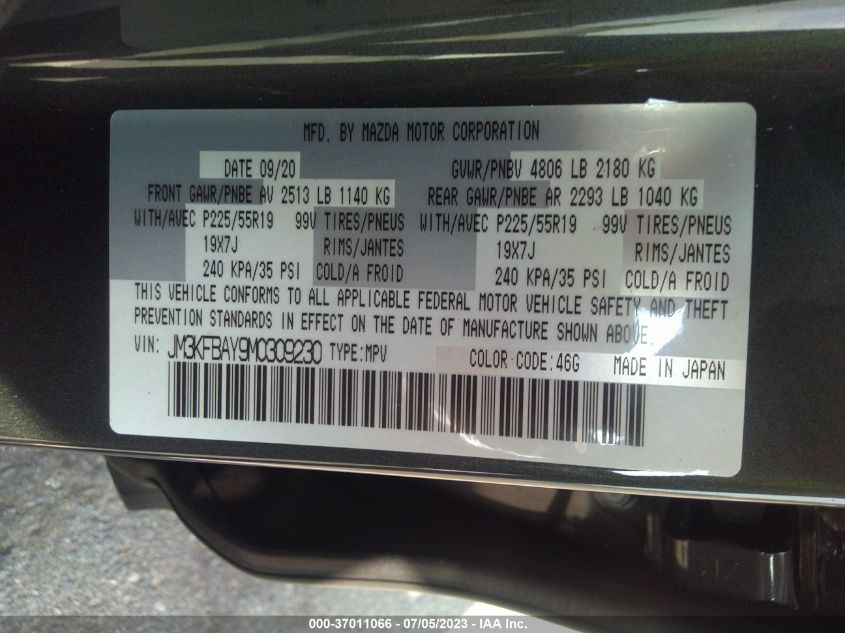 MFD. BY MAZDA MOTOR CORPORATION
DATE 09/20 GVWR/PNBV 4806 LB 2180 KG
FRONT GAWR/PNBE AV 2513 LB 1140 KG REAR GAWR/PNBE AR 2293 LB 1040 KG
WITH/AVEC P225/55R19 99V TIRES/PNEUS WITH/AVEC P225/55R19 99V TIRES/PNEUS
19X7J RIMS/JANTES 19X7J RIMS/JANTES
240 KPA/35 PSI COLD/A FROID 240 KPA/35 PSI COLD/A FROID
THIS VEHICLE CONFORMS TO ALL APPLICABLE FEDERAL MOTOR VEHICLE SAFETY AND THEFT
PREVENTION STANDARDS IN EFFECT ON THE DATE OF MANUFACTURE SHOWN ABOVE.
VIN: JM3KFBAY9M0309230 TYPE:MPV COLOR-CODE:46G MADE IN JAPAN
000-37011066 / 07/05/2023 / IAA Inc.